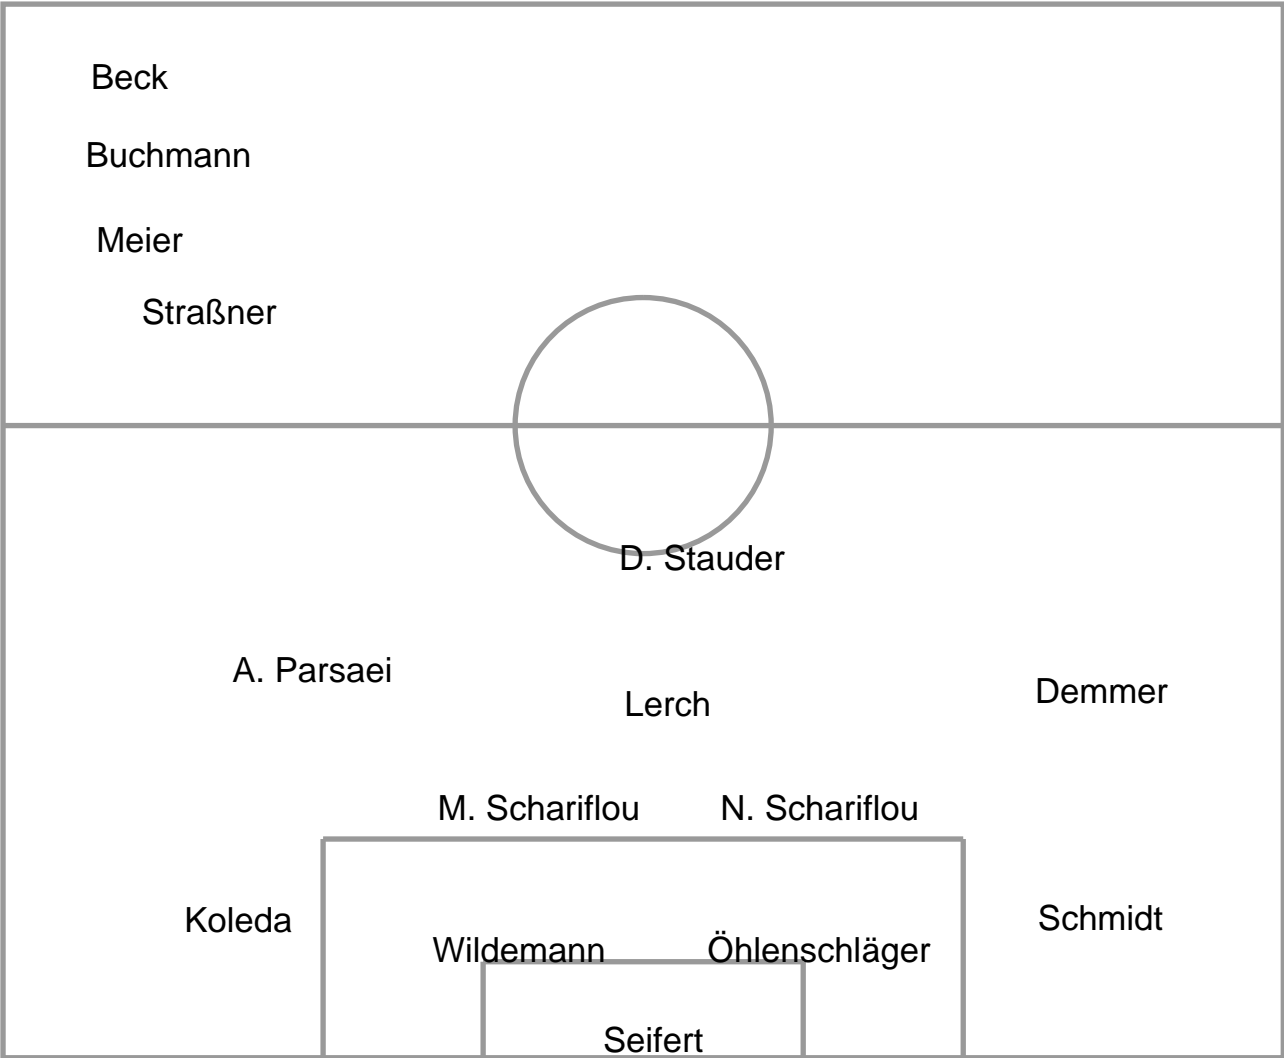 Beck
Buchmann
Meier
Straßner
D. Stauder
A. Parsaei
Lerch
Demmer
M. Schariflou
N. Schariflou
Koleda
Schmidt
Wildemann
Öhlenschläger
Seifert